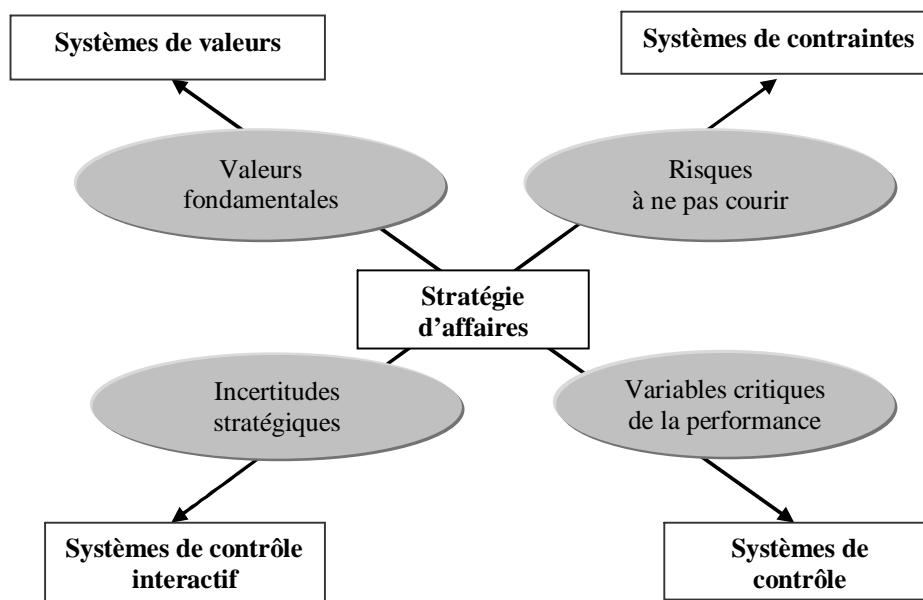 Systèmes de valeurs
Systèmes de contraintes
Valeurs
fondamentales
Risques
à ne pas courir
Stratégie
d'affaires
Incertitudes
stratégiques
Variables critiques
de la performance
Systèmes de contrôle
interactif
Systèmes de
contrôle